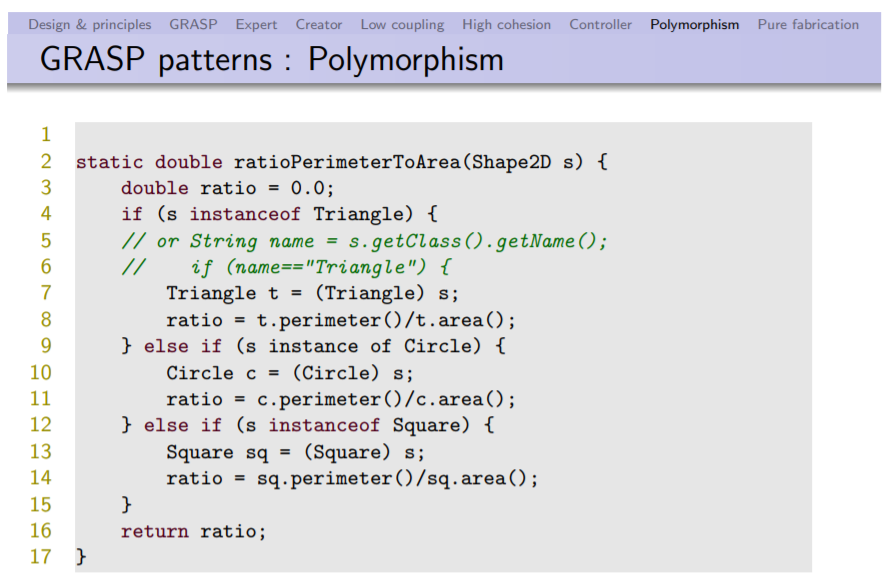 Design & principles GRASP Expert Creator Low coupling High cohesion Controller Polymorphism Pure fabrication
GRASP patterns : Polymorphism
1
2 static double ratioPerimeterToArea(Shape2D s) {
3 double ratio = 0.0;
4 if (s instanceof Triangle) {
5 // or String name = s.getClass().getName();
6 // if (name=="Triangle") {
7 Triangle t = (Triangle) s;
8 ratio = t.perimeter()/t.area();
9 } else if (s instance of Circle) {
10 Circle c = (Circle) s;
11 ratio = c.perimeter()/c.area();
12 } else if (s instanceof Square) {
13 Square sq = (Square) s;
14 ratio = sq.perimeter()/sq.area();
15 }
16 return ratio;
17 }